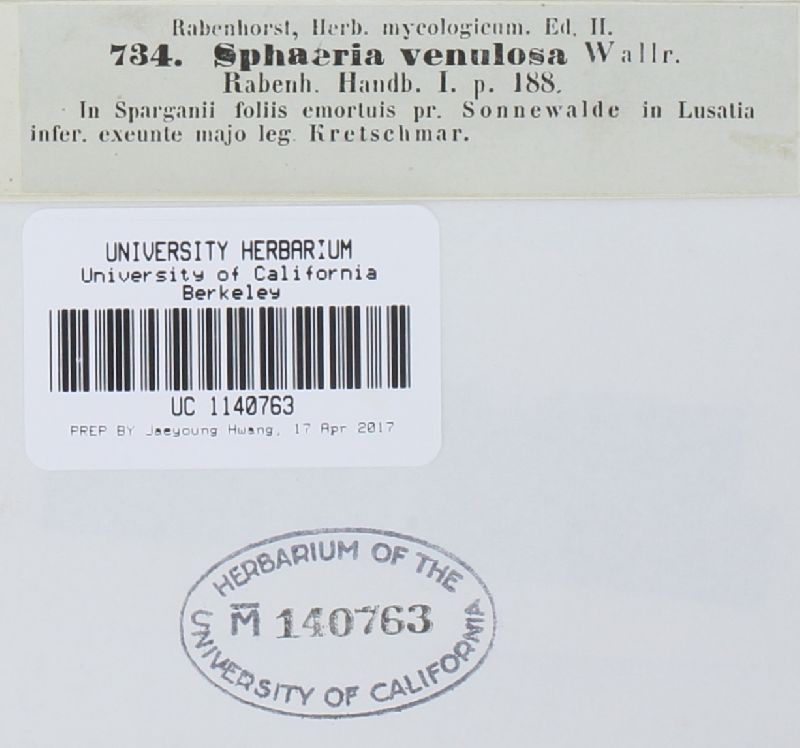 Rabenhorst, Herb. mycologicum. Ed. II.
734. Sphaeria venulosa Wallr.
Rabenh. Handb. I. p. 188.
In Sparganii foliis emortuis pr. Sonnewalde in Lusatia
infer. exeunte majo leg. Kretschmar.
UNIVERSITY HERBARIUM
University of California
Berkeley
UC 1140763
PREP BY Jaeyoung Hwang, 17 Apr 2017
HERBARIUM OF THE
M̅ 140763
UNIVERSITY OF CALIFORNIA